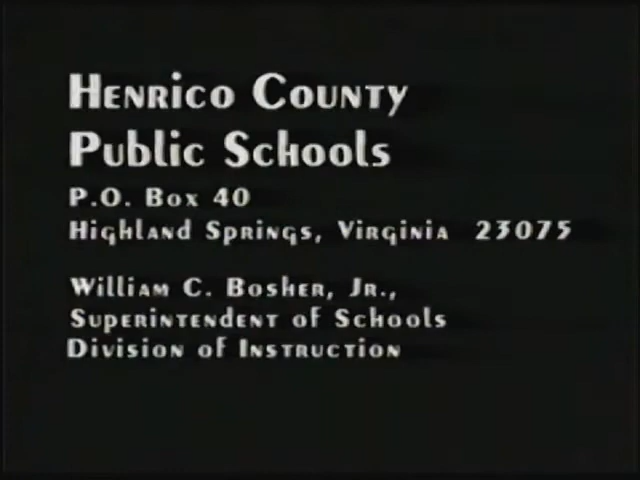 Henrico County
Public Schools
P.O. Box 40
Highland Springs, Virginia 23075
William C. Bosher, Jr.,
Superintendent of Schools
Division of Instruction